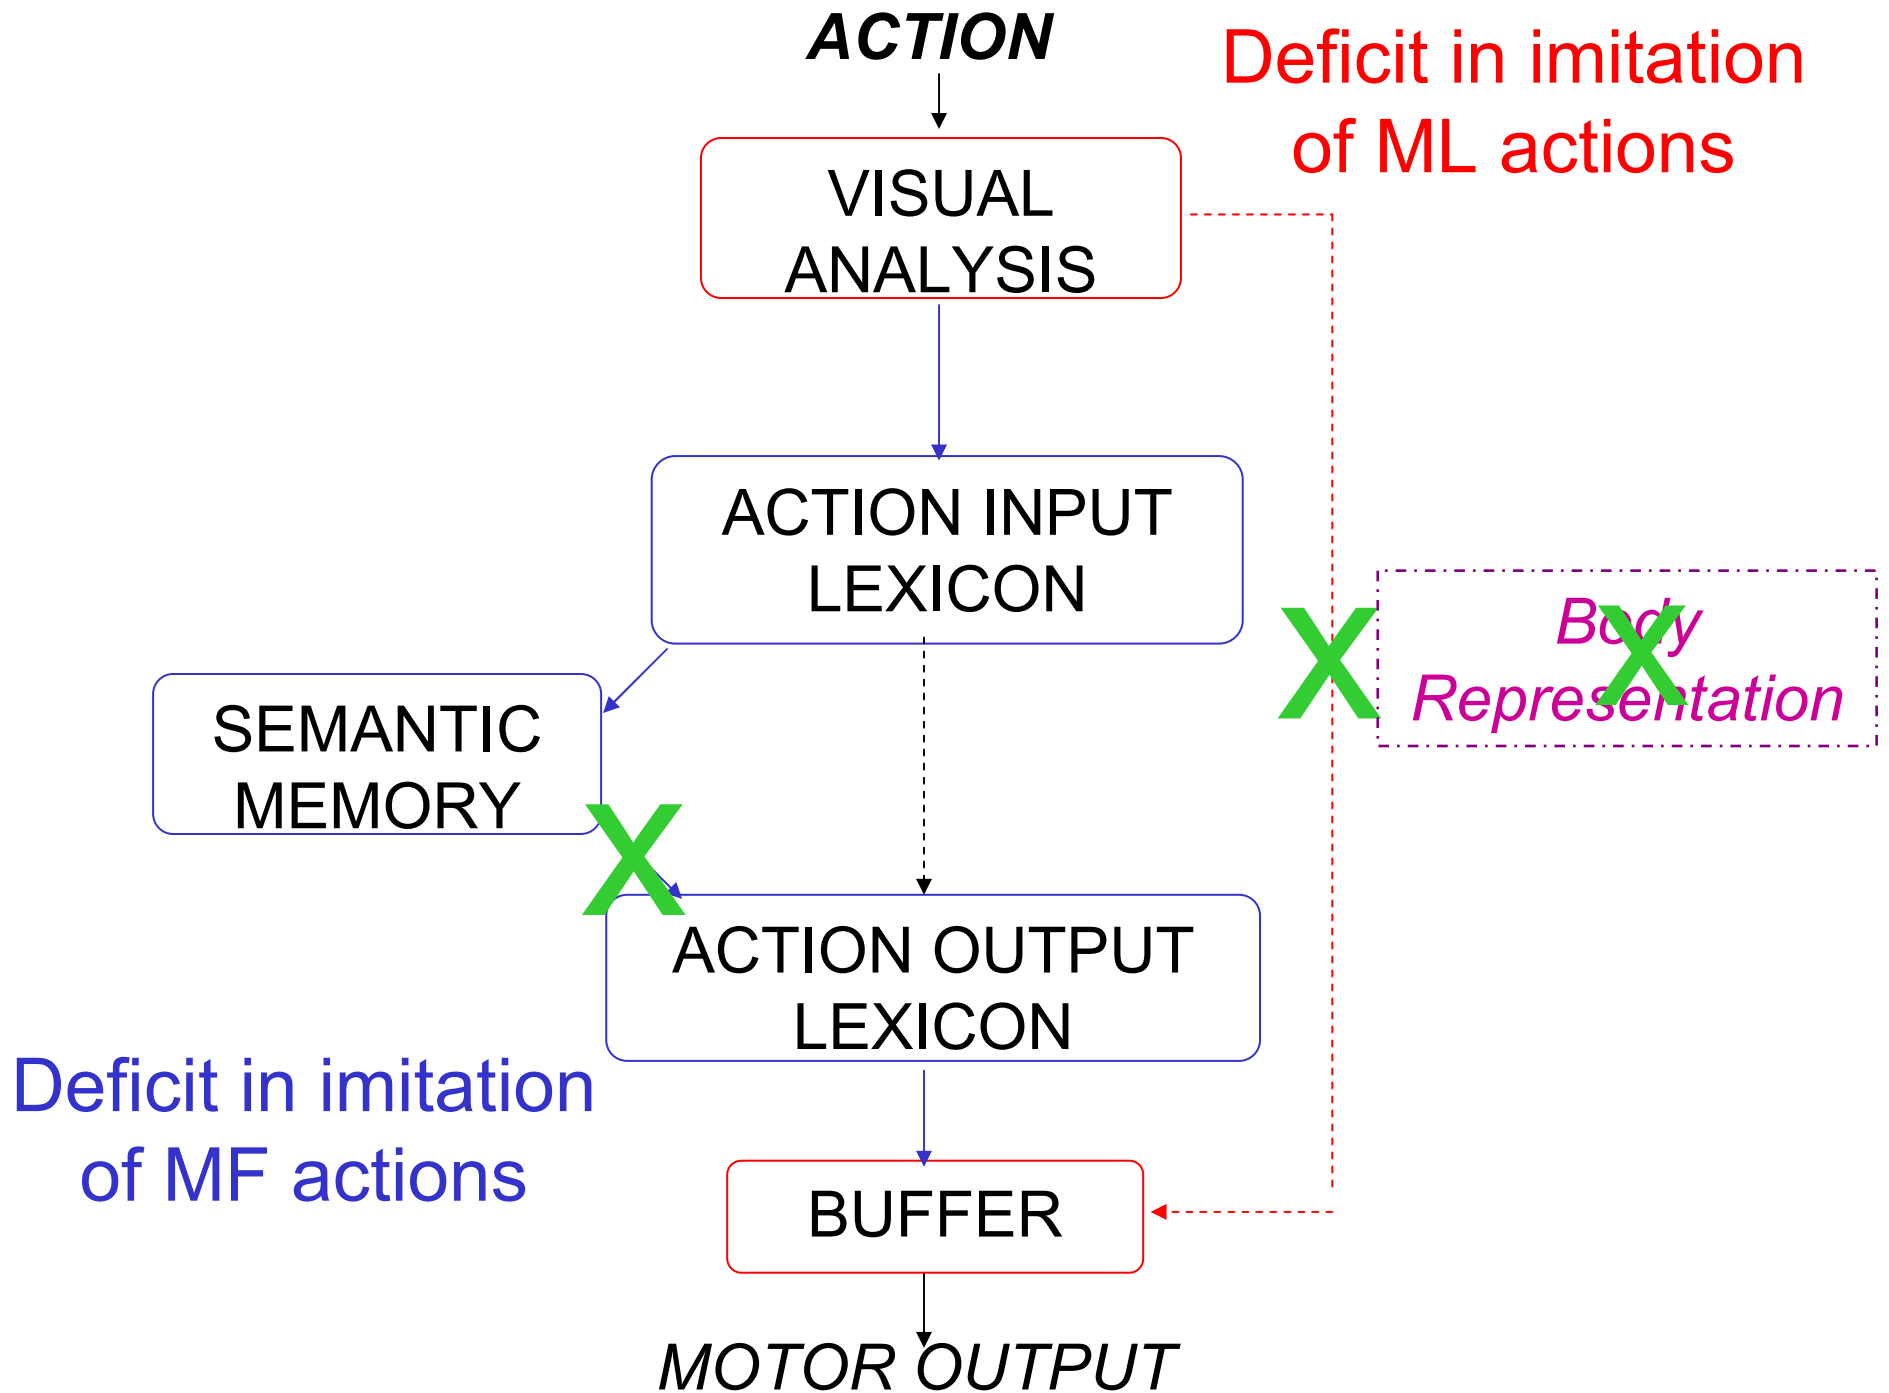 ACTION
Deficit in imitation
of ML actions
VISUAL
ANALYSIS
ACTION INPUT
LEXICON
X
Body
X
Representation
SEMANTIC
MEMORY
X
ACTION OUTPUT
LEXICON
Deficit in imitation
of MF actions
BUFFER
MOTOR OUTPUT